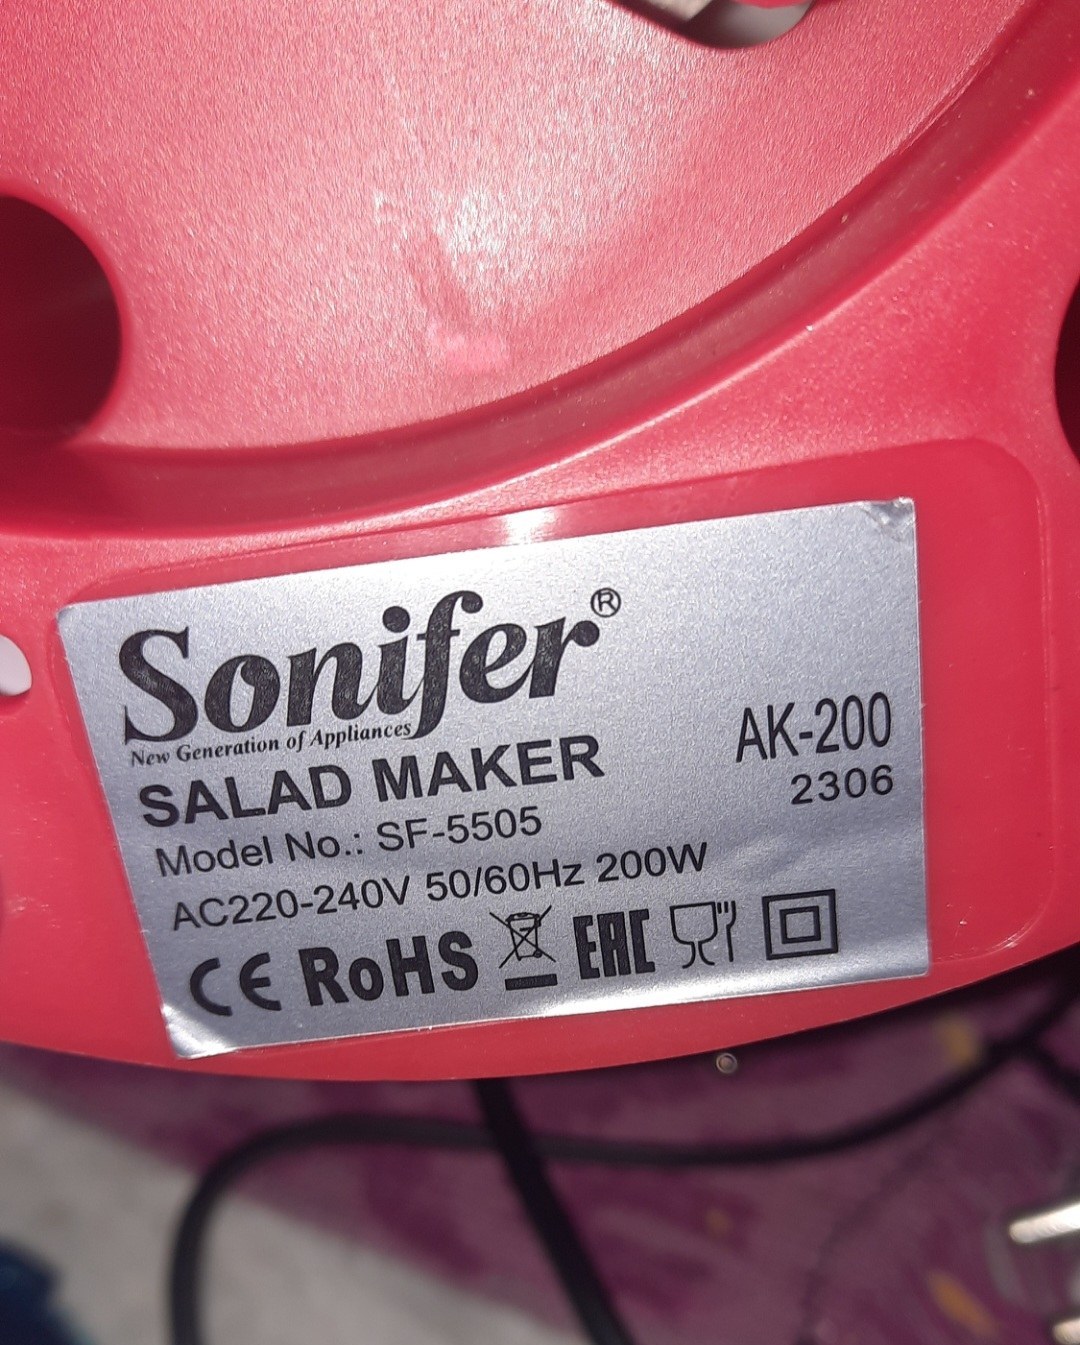 Sonifer®
New Generation of Appliances
SALAD MAKER
AK-200
Model No.: SF-5505
2306
AC220-240V 50/60Hz 200W
CE RoHS EAC